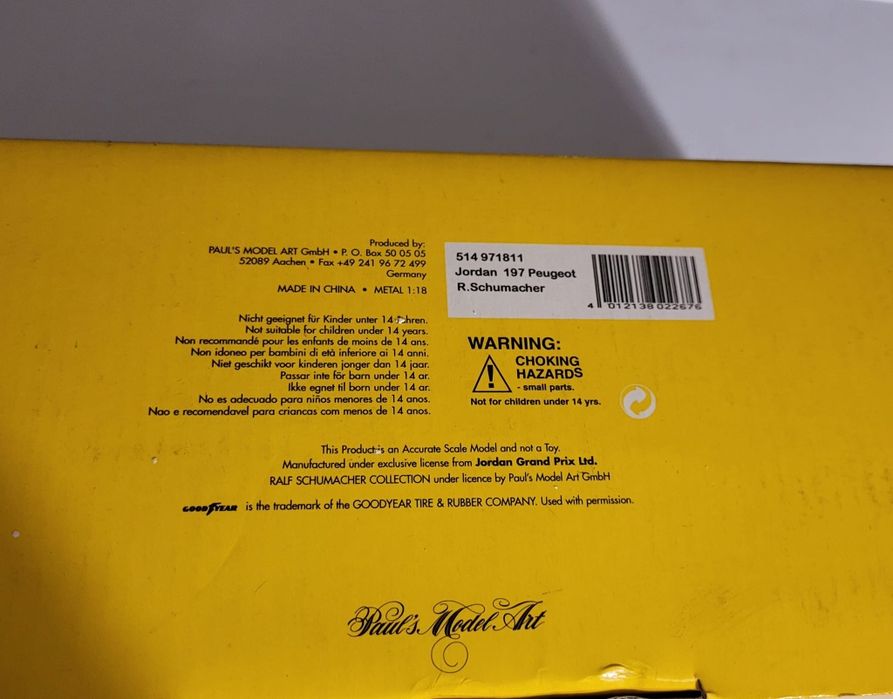 Produced by:
PAUL'S MODEL ART GmbH • P. O. Box 50 05 05
52089 Aachen • Fax +49 241 96 72 499
Germany
MADE IN CHINA • METAL 1:18
514 971811
Jordan 197 Peugeot
R.Schumacher
4 012138 022676
Nicht geeignet für Kinder unter 14 Jahren.
Not suitable for children under 14 years.
Non recommandé pour les enfants de moins de 14 ans.
Non idoneo per bambini di età inferiore ai 14 anni.
Niet geschikt voor kinderen jonger dan 14 jaar.
Passar inte för barn under 14 ar.
Ikke egnet til born under 14 ar.
No es adecuado para niños menores de 14 anos.
Nao e recomendavel para criancas com menos de 14 anos.
WARNING:
CHOKING
HAZARDS
- small parts.
Not for children under 14 yrs.
This Product is an Accurate Scale Model and not a Toy.
Manufactured under exclusive license from Jordan Grand Prix Ltd.
RALF SCHUMACHER COLLECTION under licence by Paul's Model Art GmbH
GOODYEAR is the trademark of the GOODYEAR TIRE & RUBBER COMPANY. Used with permission.
Paul's Model Art